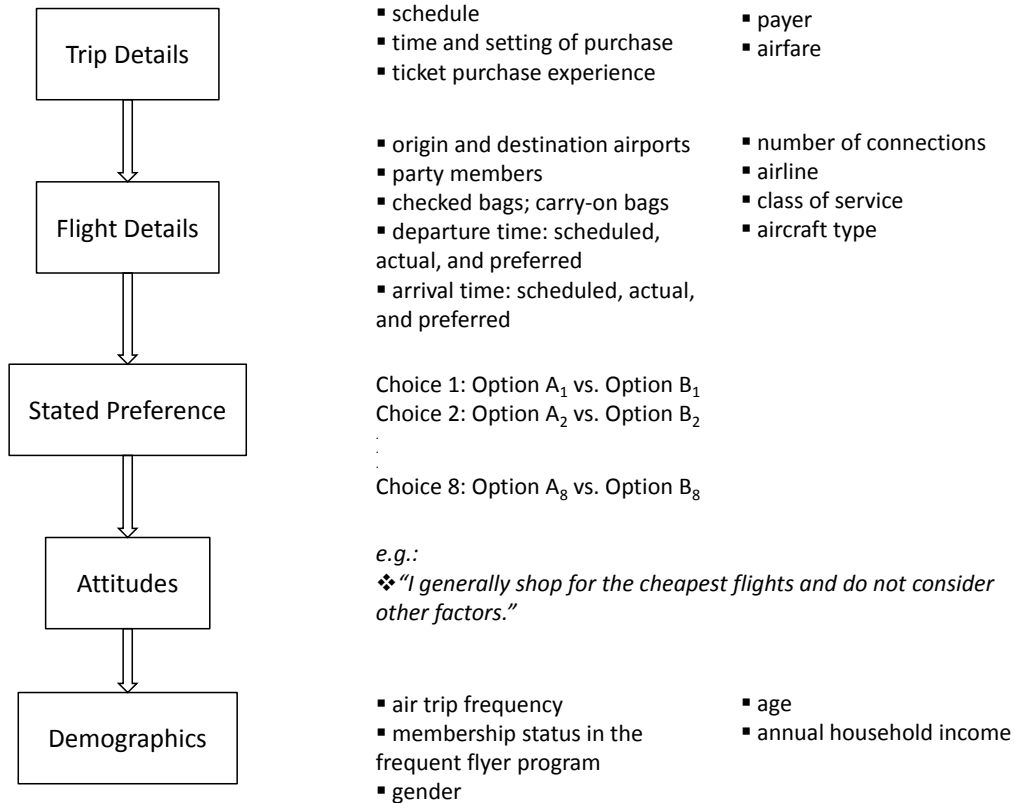 Trip Details
▪ schedule
▪ time and setting of purchase
▪ ticket purchase experience
▪ payer
▪ airfare
Flight Details
▪ origin and destination airports
▪ party members
▪ checked bags; carry-on bags
▪ departure time: scheduled,
actual, and preferred
▪ arrival time: scheduled, actual,
and preferred
▪ number of connections
▪ airline
▪ class of service
▪ aircraft type
Stated Preference
Choice 1: Option A₁ vs. Option B₁
Choice 2: Option A₂ vs. Option B₂
.
.
.
Choice 8: Option A₈ vs. Option B₈
Attitudes
e.g.:
❖ “I generally shop for the cheapest flights and do not consider
other factors.”
Demographics
▪ air trip frequency
▪ membership status in the
frequent flyer program
▪ gender
▪ age
▪ annual household income